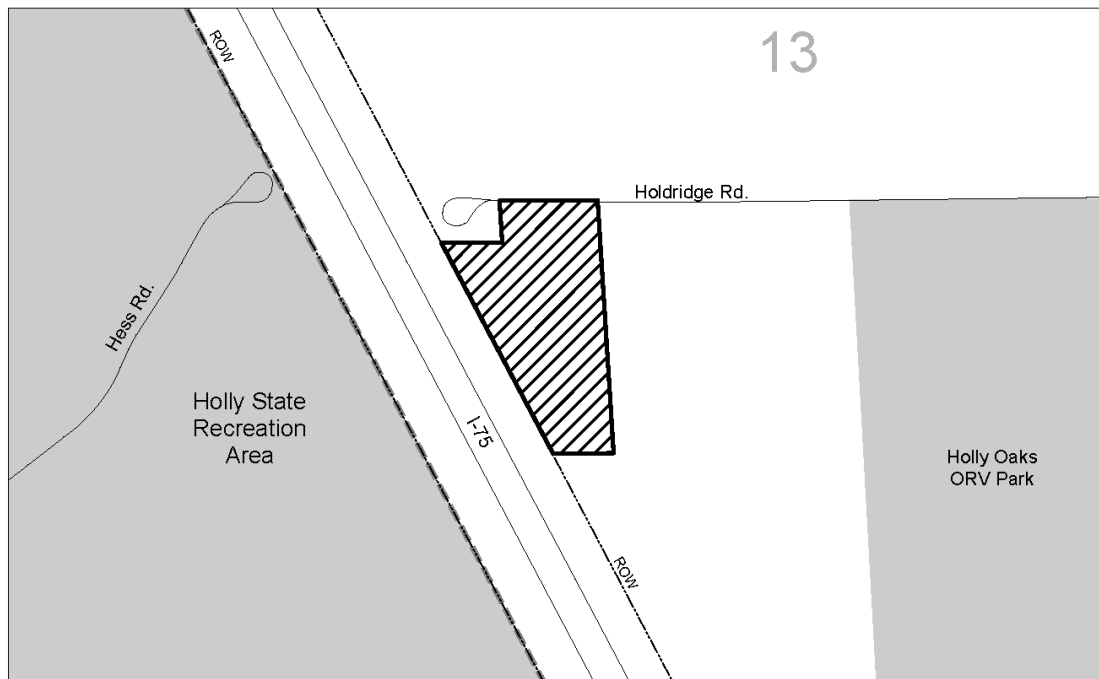 ROW
13
Holdridge Rd.
Hess Rd.
Holly State
Recreation
Area
I-75
Holly Oaks
ORV Park
ROW